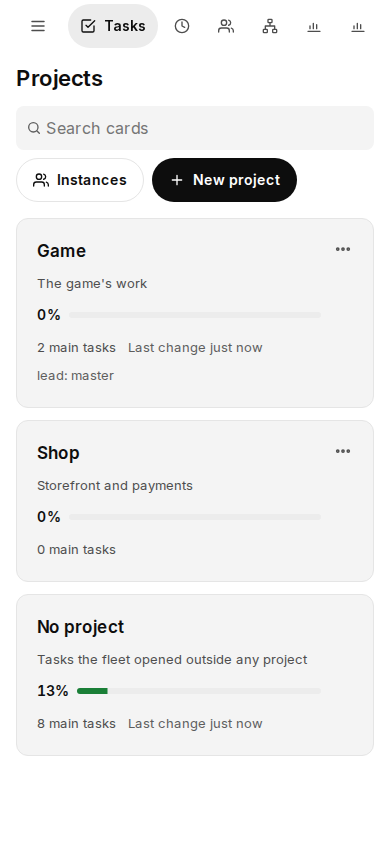 Tasks
Projects
Search cards
Instances
New project
Game
The game's work
0%
2 main tasks Last change just now
lead: master
Shop
Storefront and payments
0%
0 main tasks
No project
Tasks the fleet opened outside any project
13%
8 main tasks Last change just now